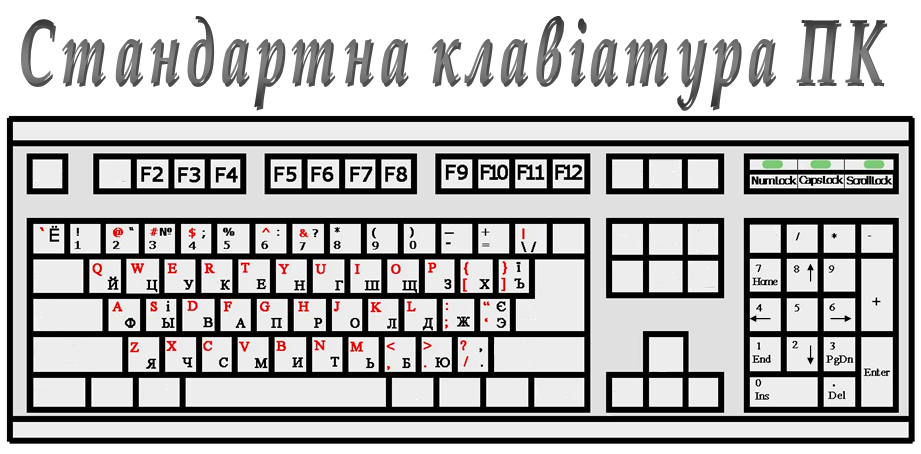 Стандартна клавіатура ПК
F2 F3 F4 F5 F6 F7 F8 F9 F10 F11 F12
NumLock CapsLock ScrollLock
` Ё ! 1 @ " 2 # № 3 $ ; 4 % 5 ^ : 6 & ? 7 * 8 ( 9 ) 0 — - + = | \ /
/ * -
Q Й W Ц E У R К T Е Y Н U Г I Ш O Щ P З { [ Х } ] ї Ъ
7 Home 8 ↑ 9 +
A Ф S і Ы D В F А G П H Р J О K Л L Д : ; Ж " ' Є Э
4 ← 5 6 →
Z Я X Ч C С V М B И N Т M Ь < , Б > . Ю ? / , .
1 End 2 ↓ 3 PgDn Enter
0 Ins . Del